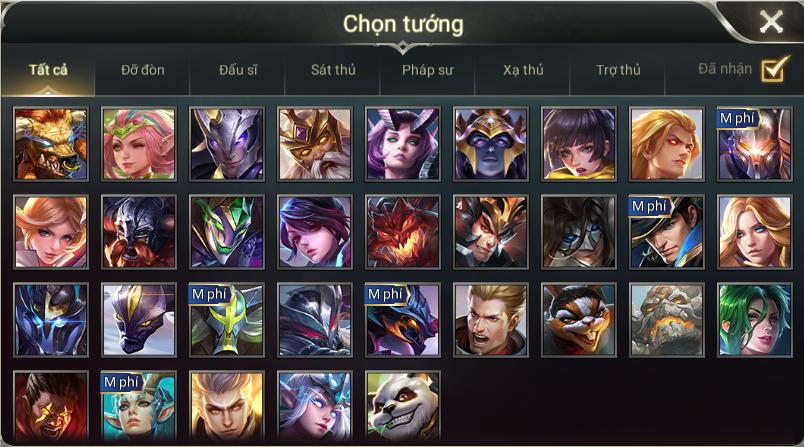 Chọn tướng
Tất cả Đỡ đòn Đấu sĩ Sát thủ Pháp sư Xạ thủ Trợ thủ Đã nhận
M phí
M phí
M phí M phí
M phí